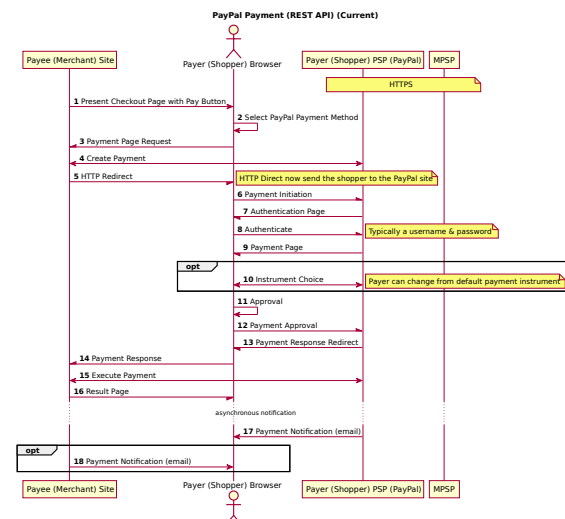 PayPal Payment (REST API) (Current)
Payee (Merchant) Site
Payer (Shopper) Browser
Payer (Shopper) PSP (PayPal)
MPSP
HTTPS
1 Present Checkout Page with Pay Button
2 Select PayPal Payment Method
3 Payment Page Request
4 Create Payment
5 HTTP Redirect
HTTP Direct now send the shopper to the PayPal site
6 Payment Initiation
7 Authentication Page
8 Authenticate
Typically a username & password
9 Payment Page
opt
10 Instrument Choice
Payer can change from default payment instrument
11 Approval
12 Payment Approval
13 Payment Response Redirect
14 Payment Response
15 Execute Payment
16 Result Page
asynchronous notification
17 Payment Notification (email)
opt
18 Payment Notification (email)
Payee (Merchant) Site
Payer (Shopper) Browser
Payer (Shopper) PSP (PayPal)
MPSP